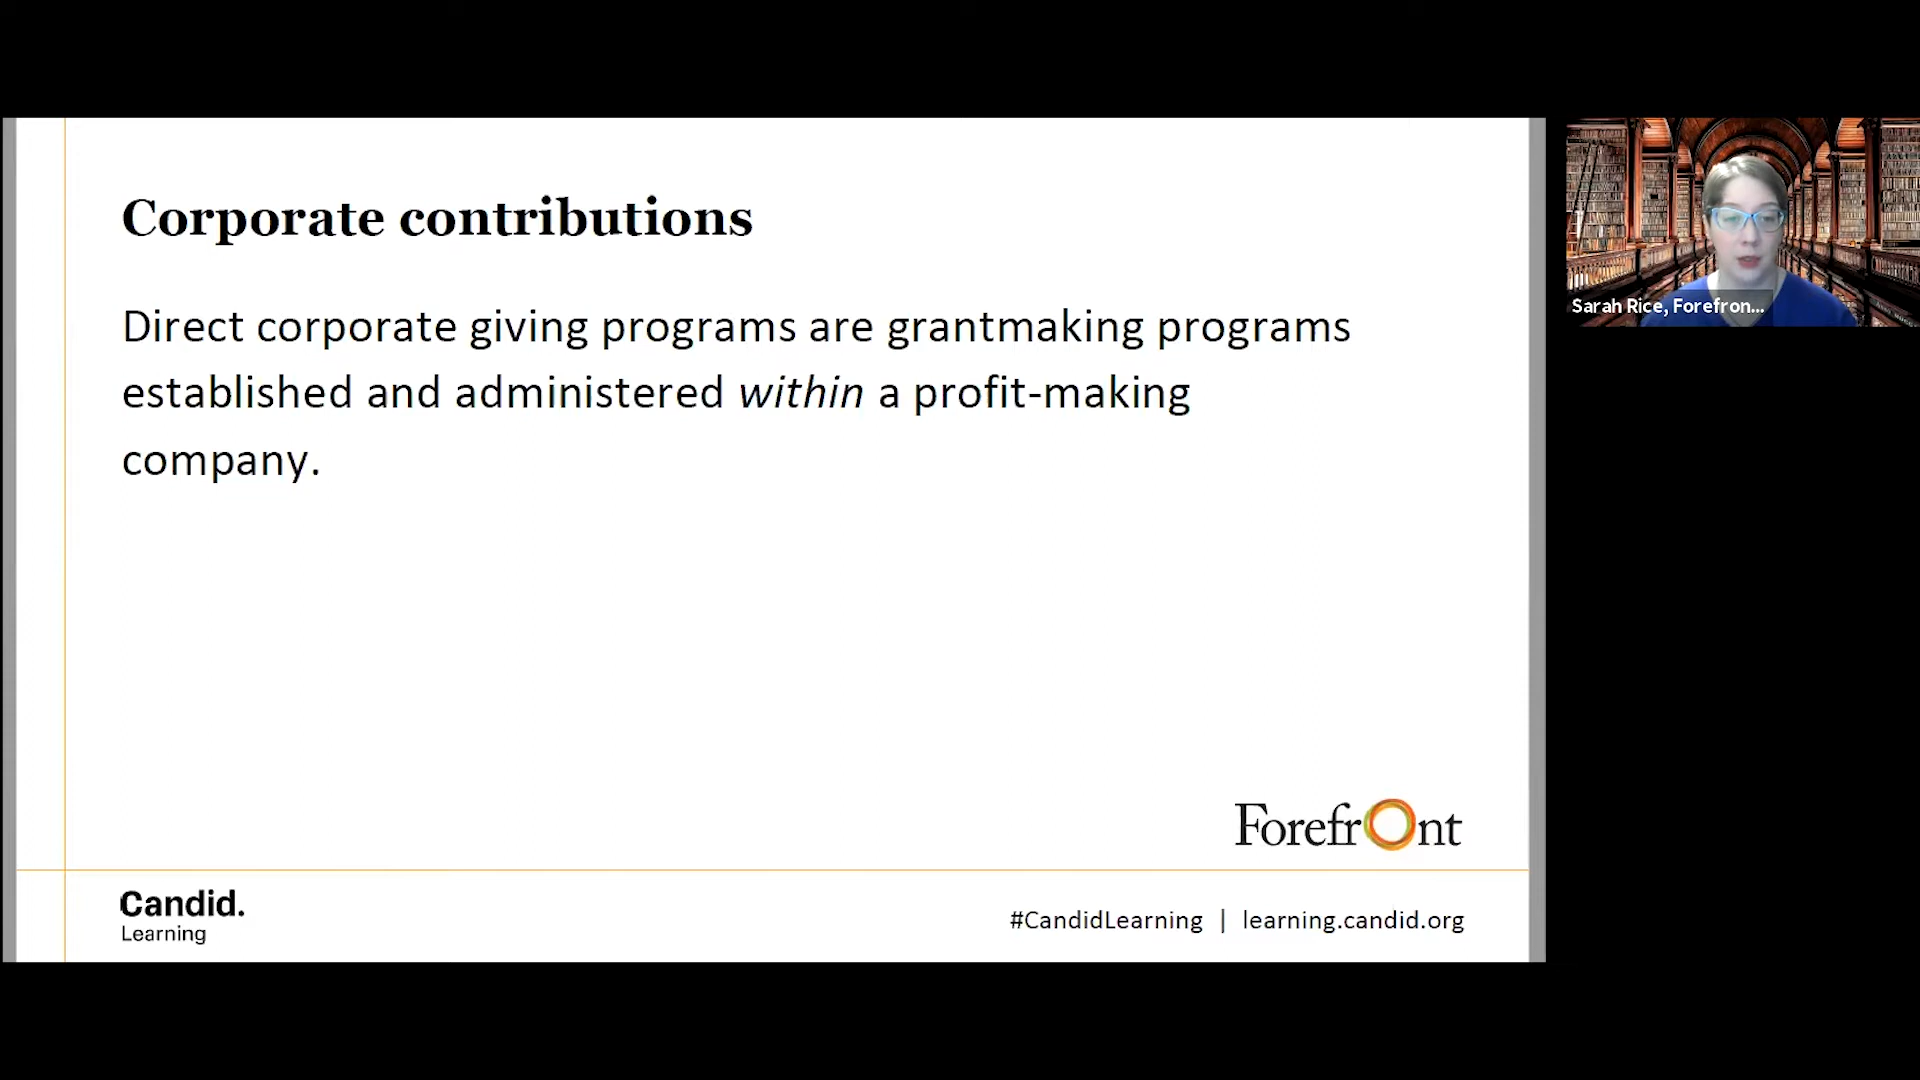 Corporate contributions
Direct corporate giving programs are grantmaking programs
established and administered within a profit-making
company.
Sarah Rice, Forefron...
Forefront
Candid.
Learning
#CandidLearning | learning.candid.org